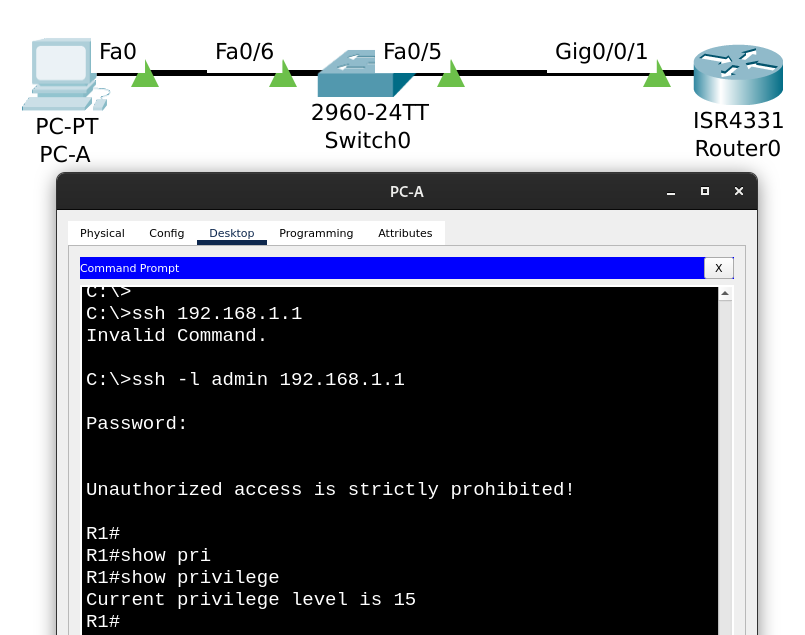 Fa0 Fa0/6 Fa0/5 Gig0/0/1
PC-PT
PC-A
2960-24TT
Switch0
ISR4331
Router0
PC-A
Physical Config Desktop Programming Attributes
Command Prompt X
C:\>
C:\>ssh 192.168.1.1
Invalid Command.
C:\>ssh -l admin 192.168.1.1
Password:
Unauthorized access is strictly prohibited!
R1#
R1#show pri
R1#show privilege
Current privilege level is 15
R1#